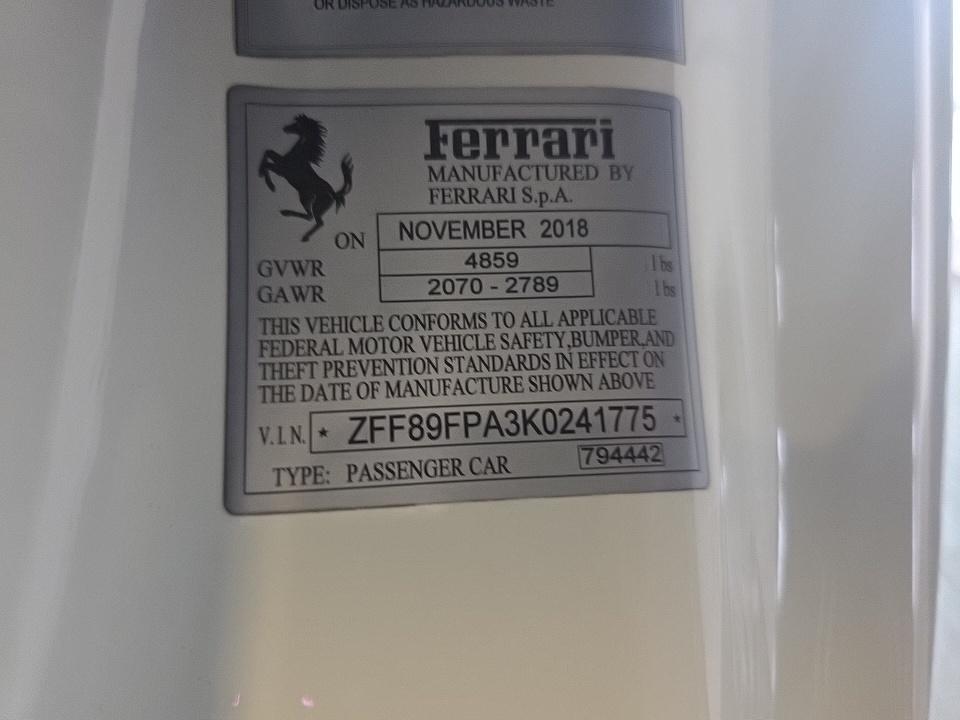 OR DISPOSE AS HAZARDOUS WASTE
Ferrari
MANUFACTURED BY
FERRARI S.p.A.
ON NOVEMBER 2018
GVWR 4859 lbs
GAWR 2070 - 2789 lbs
THIS VEHICLE CONFORMS TO ALL APPLICABLE
FEDERAL MOTOR VEHICLE SAFETY,BUMPER,AND
THEFT PREVENTION STANDARDS IN EFFECT ON
THE DATE OF MANUFACTURE SHOWN ABOVE
V.I.N. * ZFF89FPA3K0241775 *
TYPE: PASSENGER CAR 794442